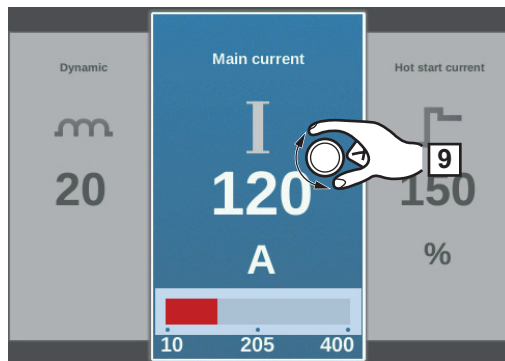 Dynamic
20
Main current
I
120
A
10 205 400
Hot start current
150
%
9